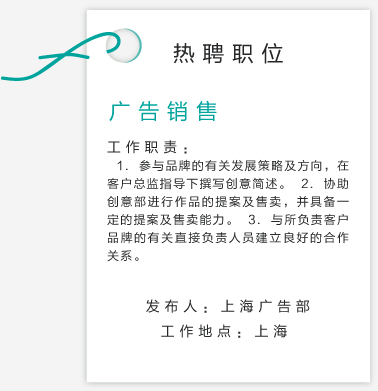 热聘职位
广告销售
工作职责：
1. 参与品牌的有关发展策略及方向，在
客户总监指导下撰写创意简述。 2. 协助
创意部进行作品的提案及售卖，并具备一
定的提案及售卖能力。 3. 与所负责客户
品牌的有关直接负责人员建立良好的合作
关系。
发布人：上海广告部
工作地点：上海